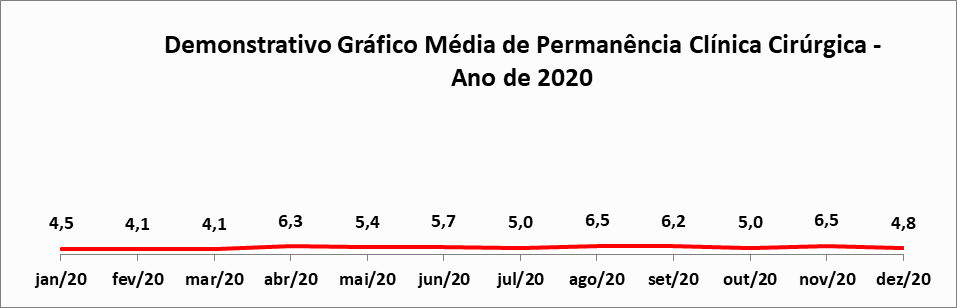 Demonstrativo Gráfico Média de Permanência Clínica Cirúrgica -
Ano de 2020
4,5 4,1 4,1 6,3 5,4 5,7 5,0 6,5 6,2 5,0 6,5 4,8
jan/20 fev/20 mar/20 abr/20 mai/20 jun/20 jul/20 ago/20 set/20 out/20 nov/20 dez/20